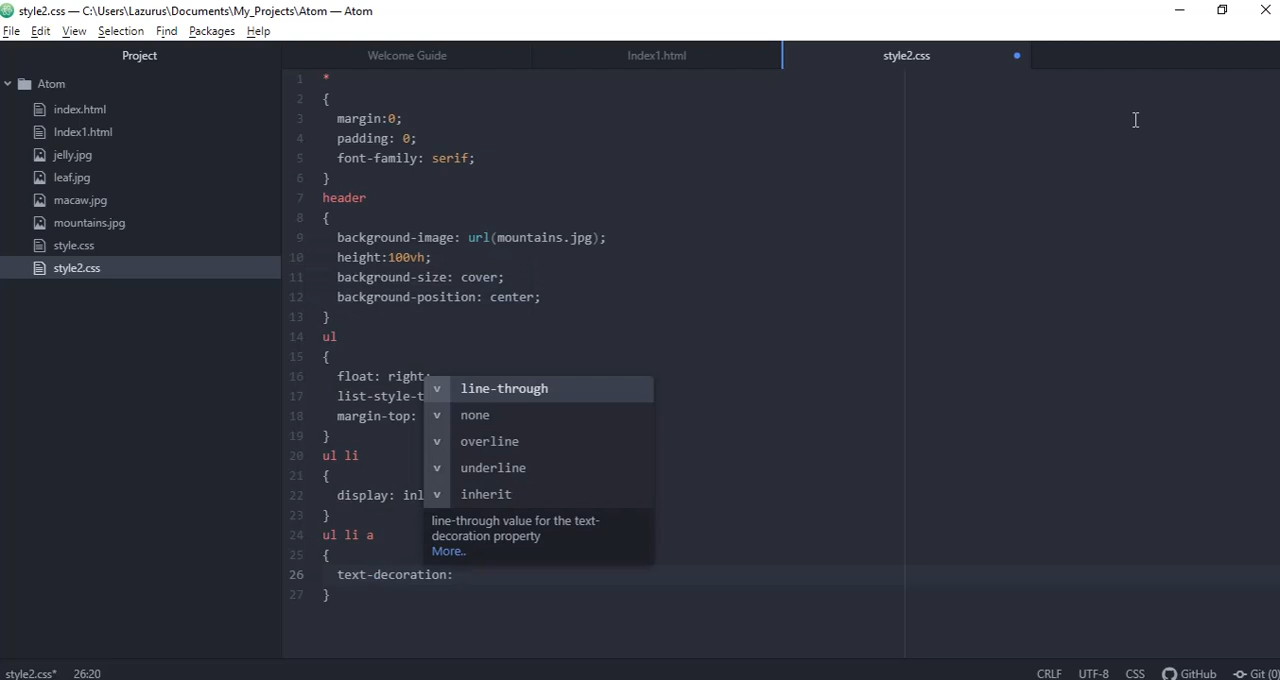 style2.css — C:\Users\Lazurus\Documents\My_Projects\Atom — Atom
File Edit View Selection Find Packages Help
Project
Welcome Guide
Index1.html
style2.css
Atom
index.html
Index1.html
jelly.jpg
leaf.jpg
macaw.jpg
mountains.jpg
style.css
style2.css
1 *
2 {
3 margin:0;
4 padding: 0;
5 font-family: serif;
6 }
7 header
8 {
9 background-image: url(mountains.jpg);
10 height:100vh;
11 background-size: cover;
12 background-position: center;
13 }
14 ul
15 {
16 float: right;
17 list-style-t
18 margin-top:
19 }
20 ul li
21 {
22 display: inl
23 }
24 ul li a
25 {
26 text-decoration:
27 }
v line-through
v none
v overline
v underline
v inherit
line-through value for the text-
decoration property
More..
style2.css* 26:20
CRLF UTF-8 CSS GitHub Git (0)